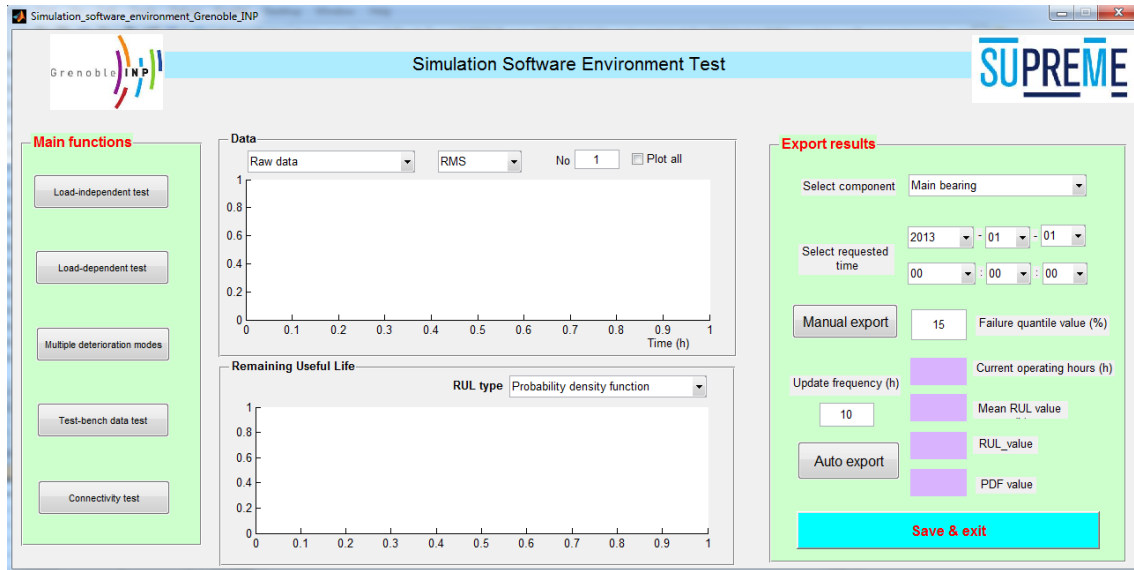 Simulation_software_environment_Grenoble_INP
Grenoble INP
Simulation Software Environment Test
SUPREME
Main functions
Load-independent test
Load-dependent test
Multiple deterioration modes
Test-bench data test
Connectivity test
Data
Raw data RMS No 1 Plot all
1
0.8
0.6
0.4
0.2
0
0 0.1 0.2 0.3 0.4 0.5 0.6 0.7 0.8 0.9 1
Time (h)
Remaining Useful Life
RUL type Probability density function
1
0.8
0.6
0.4
0.2
0
0 0.1 0.2 0.3 0.4 0.5 0.6 0.7 0.8 0.9 1
Export results
Select component Main bearing
Select requested
time
2013 - 01 - 01
00 : 00 : 00
Manual export 15 Failure quantile value (%)
Current operating hours (h)
Update frequency (h)
10
Mean RUL value
RUL_value
Auto export
PDF value
Save & exit